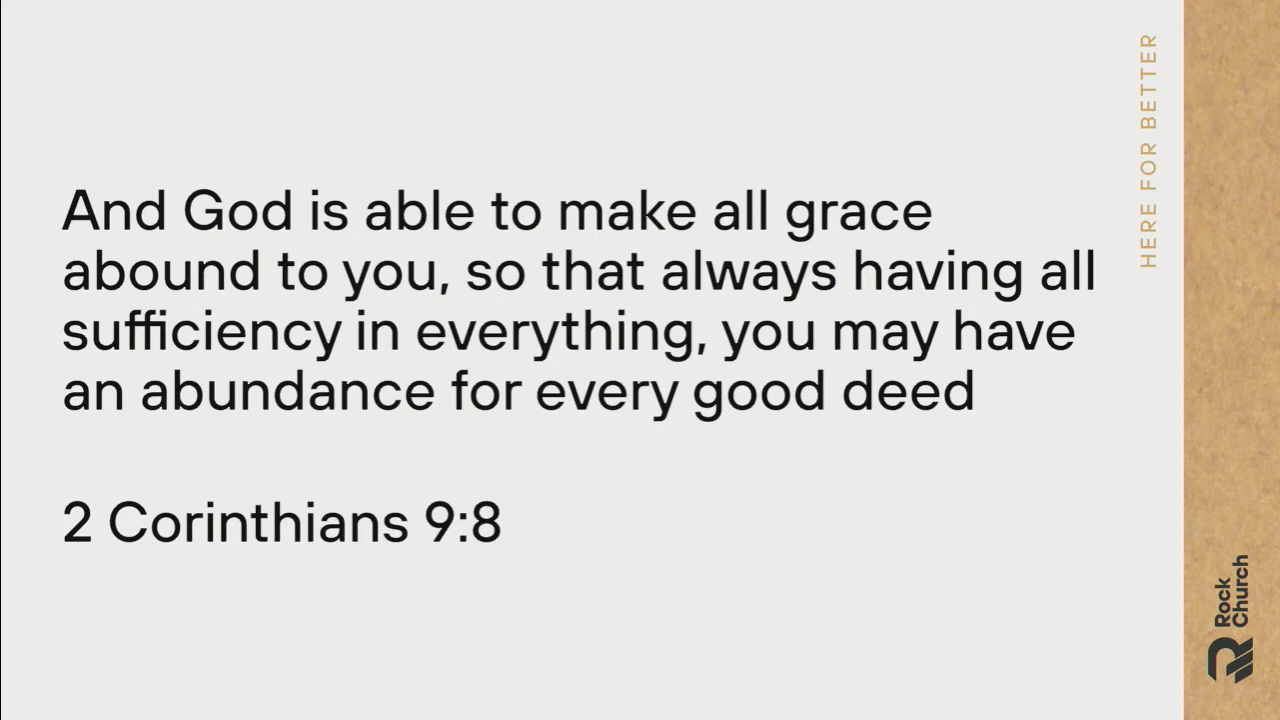 And God is able to make all grace
abound to you, so that always having all
sufficiency in everything, you may have
an abundance for every good deed
2 Corinthians 9:8
HERE FOR BETTER
Rock
Church